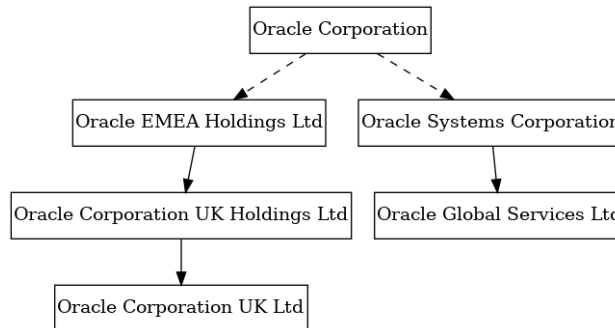 Oracle Corporation
Oracle EMEA Holdings Ltd
Oracle Systems Corporation
Oracle Corporation UK Holdings Ltd
Oracle Global Services Ltd
Oracle Corporation UK Ltd